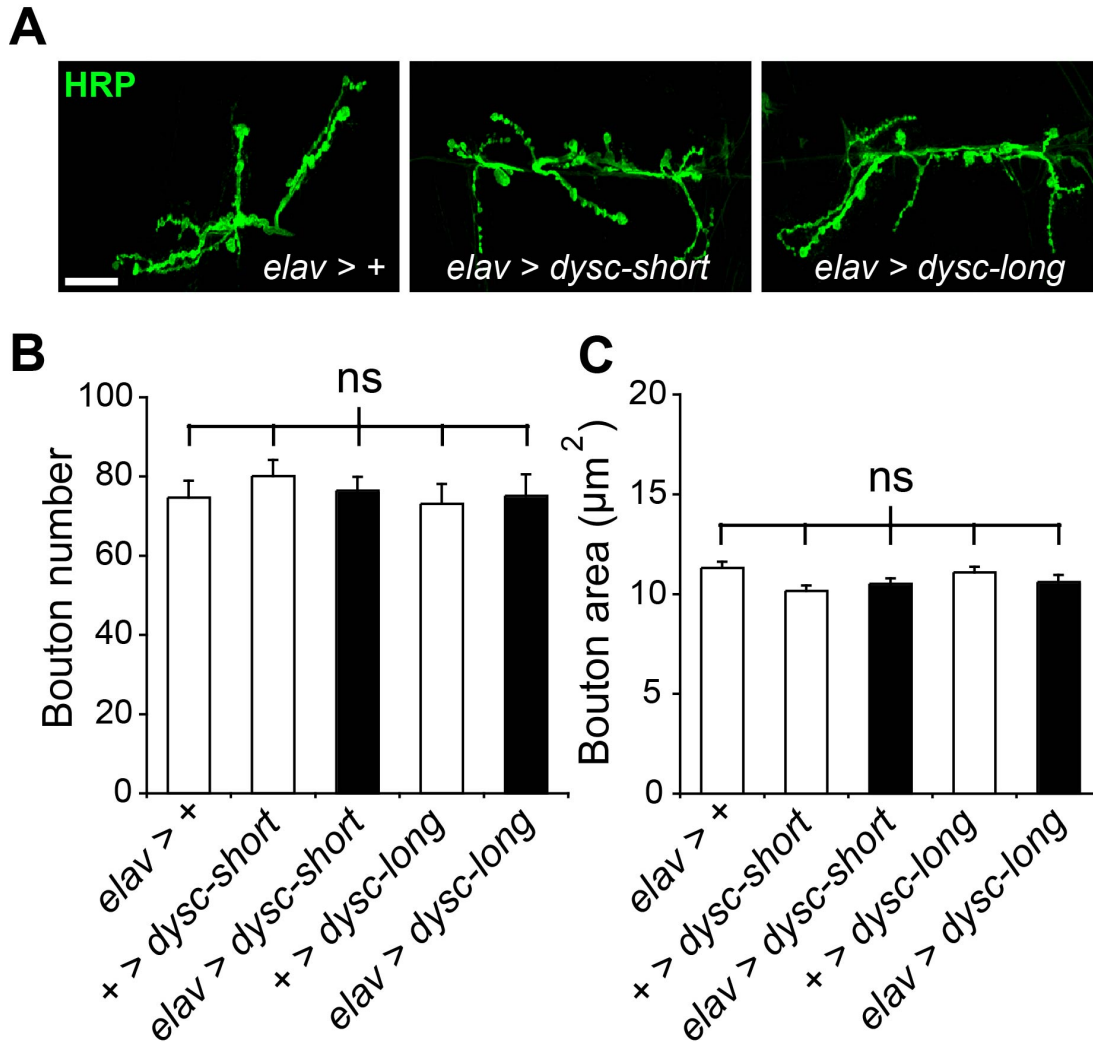 A
HRP
elav > +
elav > dysc-short
elav > dysc-long
B
Bouton number
100
80
60
40
20
0
ns
elav > +
+ > dysc-short
elav > dysc-short
+ > dysc-long
elav > dysc-long
C
Bouton area (µm²)
20
15
10
5
0
ns
elav > +
+ > dysc-short
elav > dysc-short
+ > dysc-long
elav > dysc-long